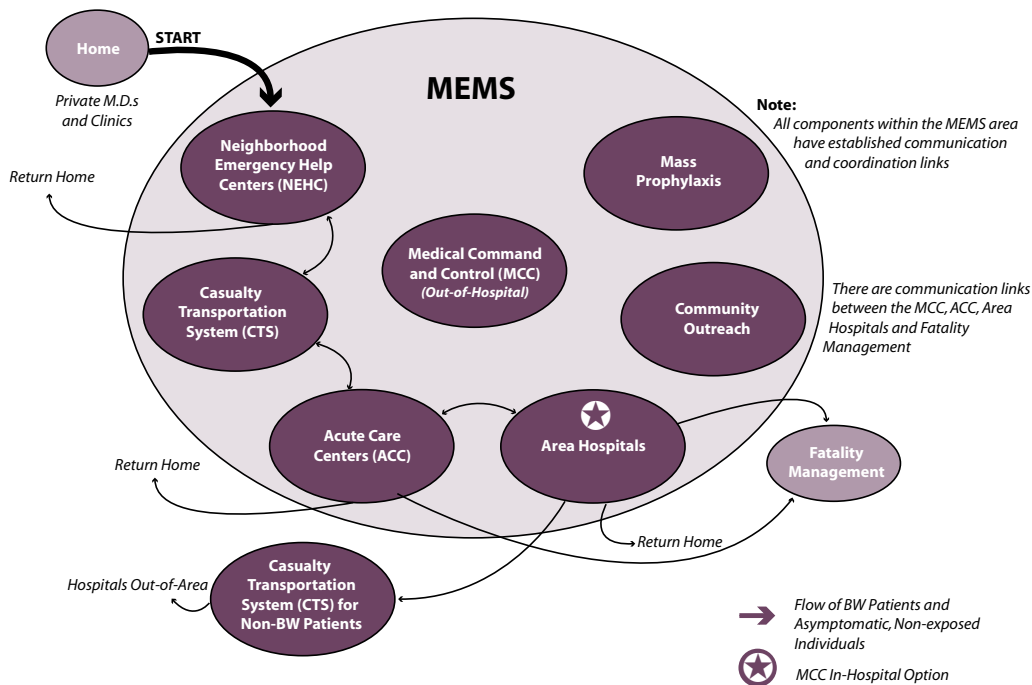 Home
START
Private M.D.s
and Clinics
MEMS
Neighborhood
Emergency Help
Centers (NEHC)
Return Home
Mass
Prophylaxis
Note:
All components within the MEMS area
have established communication
and coordination links
Medical Command
and Control (MCC)
(Out-of-Hospital)
Casualty
Transportation
System (CTS)
Community
Outreach
There are communication links
between the MCC, ACC, Area
Hospitals and Fatality
Management
Acute Care
Centers (ACC)
Area Hospitals
Fatality
Management
Return Home
Return Home
Hospitals Out-of-Area
Casualty
Transportation
System (CTS) for
Non-BW Patients
Flow of BW Patients and
Asymptomatic, Non-exposed
Individuals
MCC In-Hospital Option